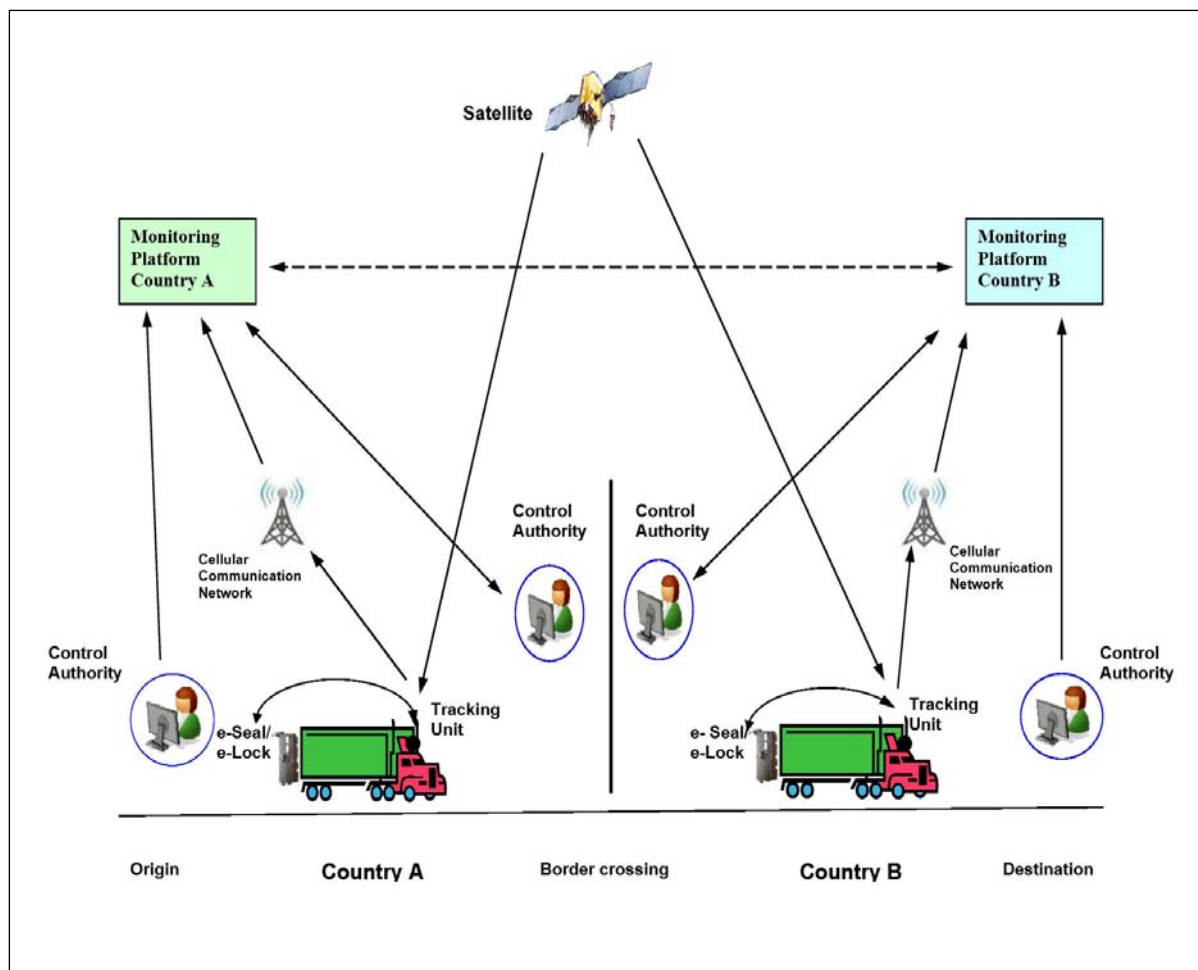 Satellite
Monitoring
Platform
Country A
Monitoring
Platform
Country B
Control
Authority
Control
Authority
Cellular
Communication
Network
Cellular
Communication
Network
Control
Authority
e-Seal/
e-Lock
Tracking
Unit
e- Seal/
e-Lock
Tracking
Unit
Control
Authority
Origin
Country A
Border crossing
Country B
Destination